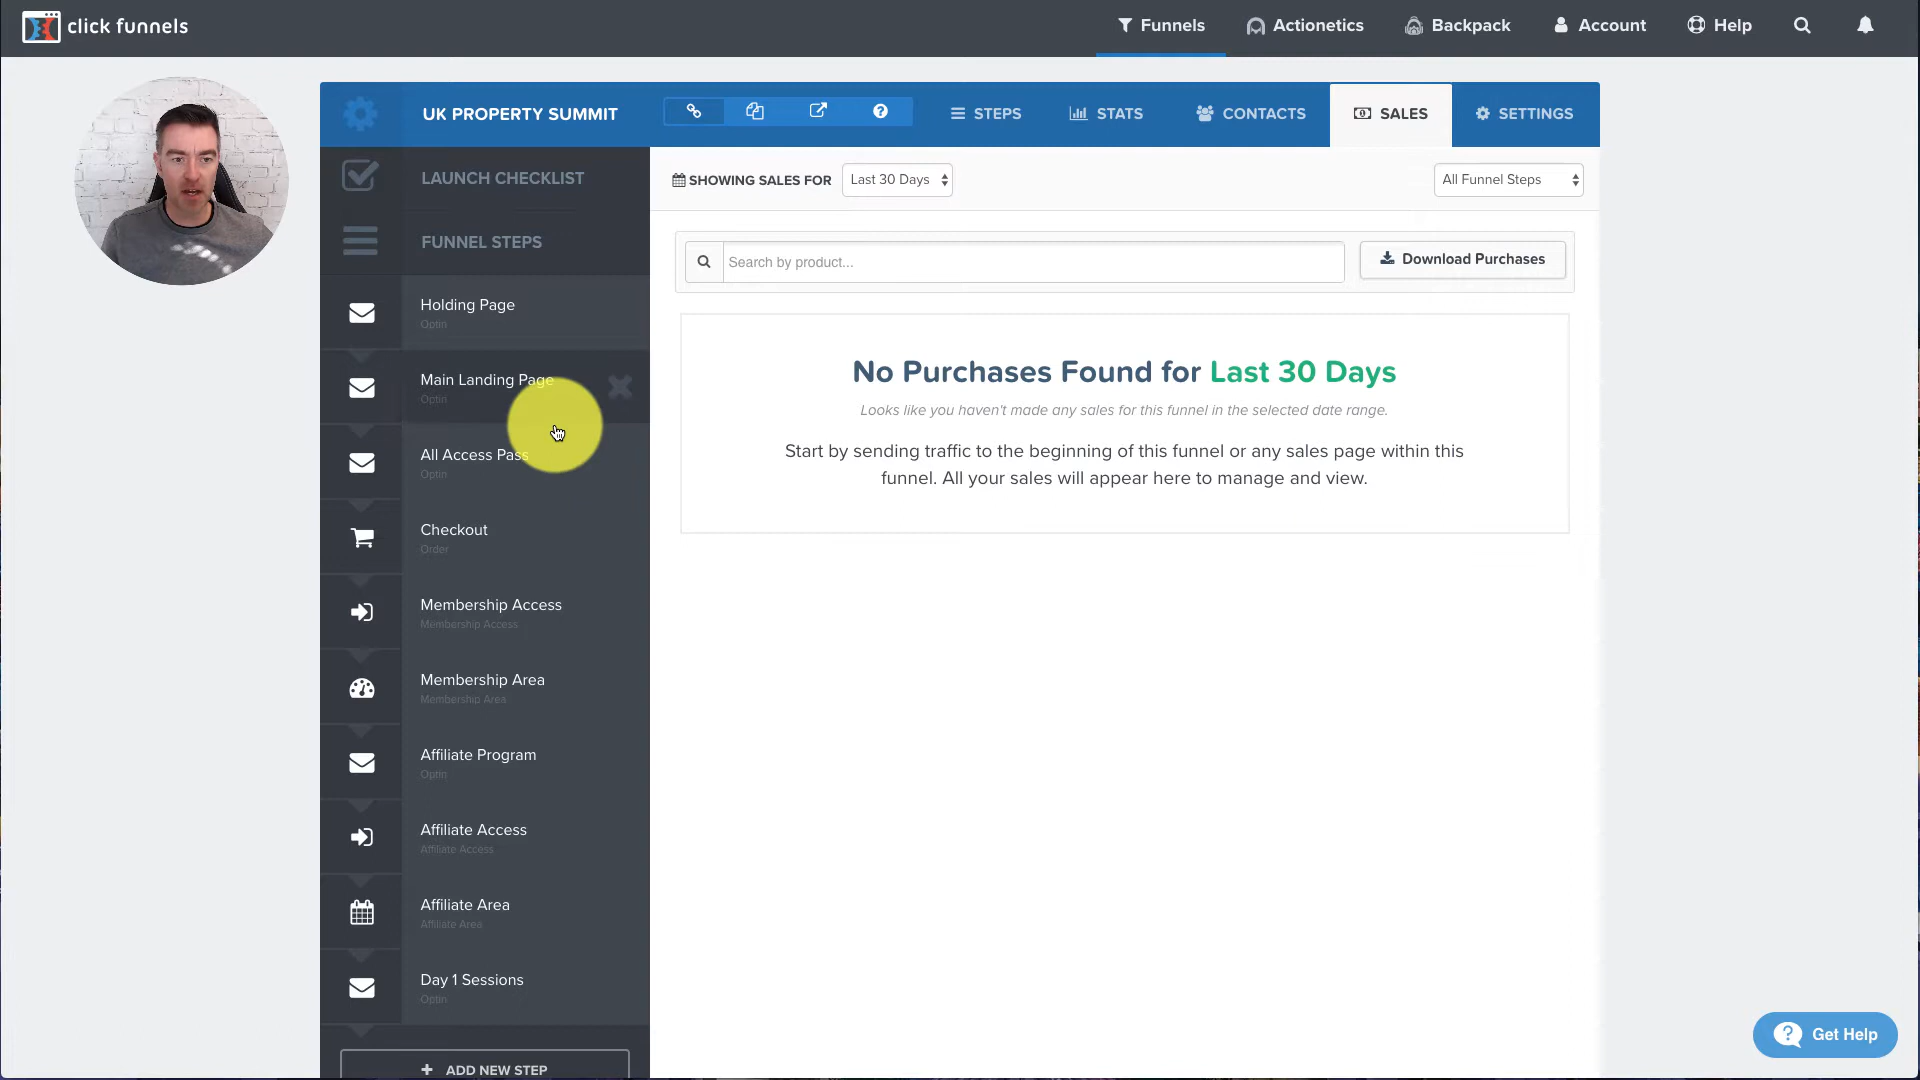 click funnels
Funnels
Actionetics
Backpack
Account
Help
UK PROPERTY SUMMIT
STEPS
STATS
CONTACTS
SALES
SETTINGS
LAUNCH CHECKLIST
FUNNEL STEPS
Holding Page
Optin
Main Landing Page
Optin
All Access Pass
Optin
Checkout
Order
Membership Access
Membership Access
Membership Area
Membership Area
Affiliate Program
Optin
Affiliate Access
Affiliate Access
Affiliate Area
Affiliate Area
Day 1 Sessions
Optin
+ ADD NEW STEP
SHOWING SALES FOR
Last 30 Days
All Funnel Steps
Search by product...
Download Purchases
No Purchases Found for Last 30 Days
Looks like you haven't made any sales for this funnel in the selected date range.
Start by sending traffic to the beginning of this funnel or any sales page within this
funnel. All your sales will appear here to manage and view.
Get Help